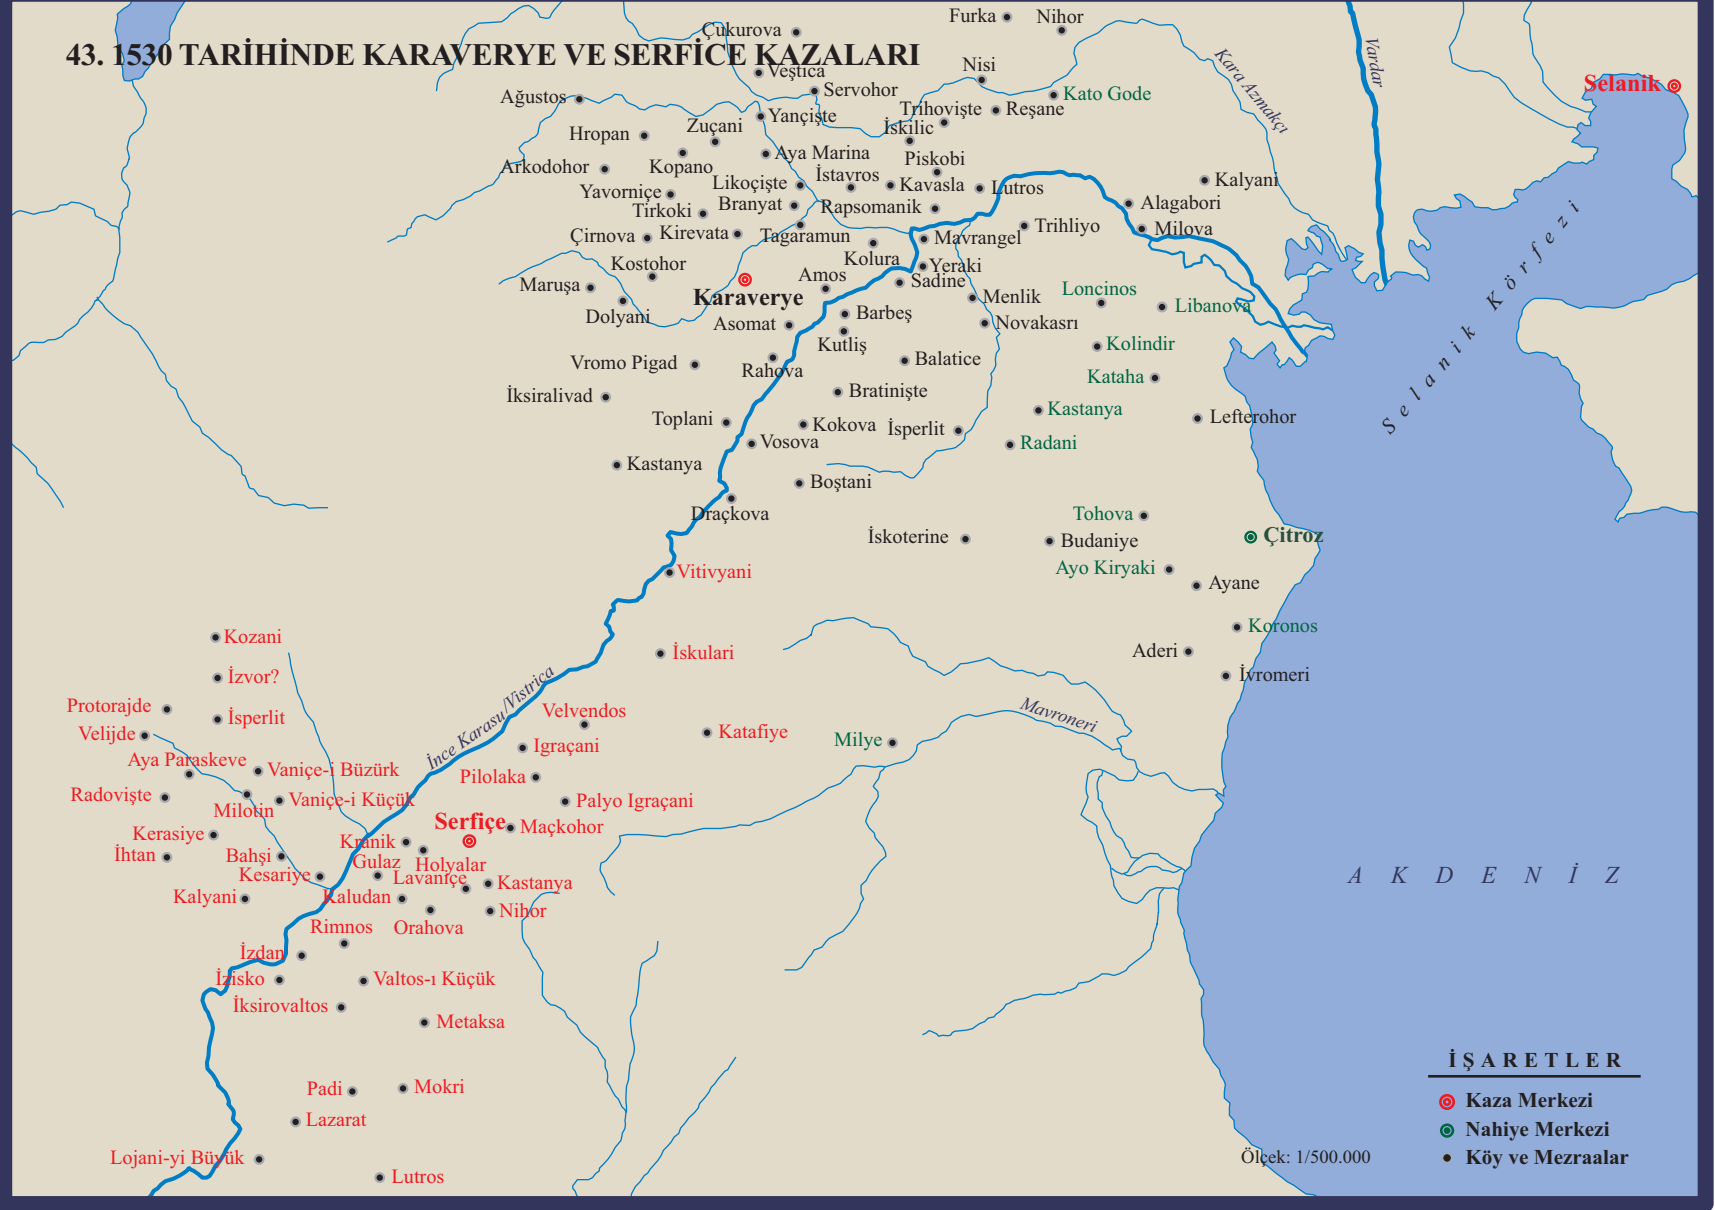 Furka
Nihor
Çukurova
43. 1530 TARİHİNDE KARAVERYE VE SERFİCE KAZALARI
Vardar
Kara Azmakçı
Veştica
Nisi
Selanik
Servohor
Kato Gode
Ağustos
Trihovişte
Reşane
Yançişte
Zuçani
İskilic
Hropan
Kopano
Aya Marina
Piskobi
Arkodohor
Likoçişte
İstavros
Kavasla
Lutros
Kalyani
Yavorniçe
Branyat
Rapsomanik
Alagabori
Tirkoki
Trihliyo
Milova
Çirnova
Kirevata
Tagaramun
Mavrangel
Kolura
Kostohor
Yeraki
Amos
Sadine
Maruşa
Karaverye
Menlik
Loncinos
Libanova
Selanik Körfezi
Dolyani
Asomat
Barbeş
Novakasrı
Kutliş
Kolindir
Vromo Pigad
Rahova
Balatice
Kataha
İksiralivad
Bratinişte
Kastanya
Lefterohor
Toplani
Kokova
İsperlit
Vosova
Radani
Kastanya
Boştani
Draçkova
Tohova
İskoterine
Budaniye
Çitroz
Vitivyani
Ayo Kiryaki
Ayane
Koronos
Kozani
İskulari
Aderi
İzvor?
İvromeri
İnce Karasu/Vistrica
Protorajde
İsperlit
Velvendos
Mavroneri
Velijde
Igraçani
Katafiye
Milye
Aya Paraskeve
Vaniçe-i Büzürk
Pilolaka
Radovişte
Milotin
Vaniçe-i Küçük
Palyo Igraçani
Serfiçe
Maçkohor
Kerasiye
Kranik
İhtan
Bahşi
Gulaz
Holyalar
Kesariye
Lavaniçe
Kastanya
AKDENİZ
Kalyani
Kaludan
Nihor
Rimnos
Orahova
İzdan
İzisko
Valtos-ı Küçük
İksirovaltos
Metaksa
İŞARETLER
Padi
Mokri
Kaza Merkezi
Lazarat
Nahiye Merkezi
Lojani-yi Büyük
Ölçek: 1/500.000
Köy ve Mezraalar
Lutros